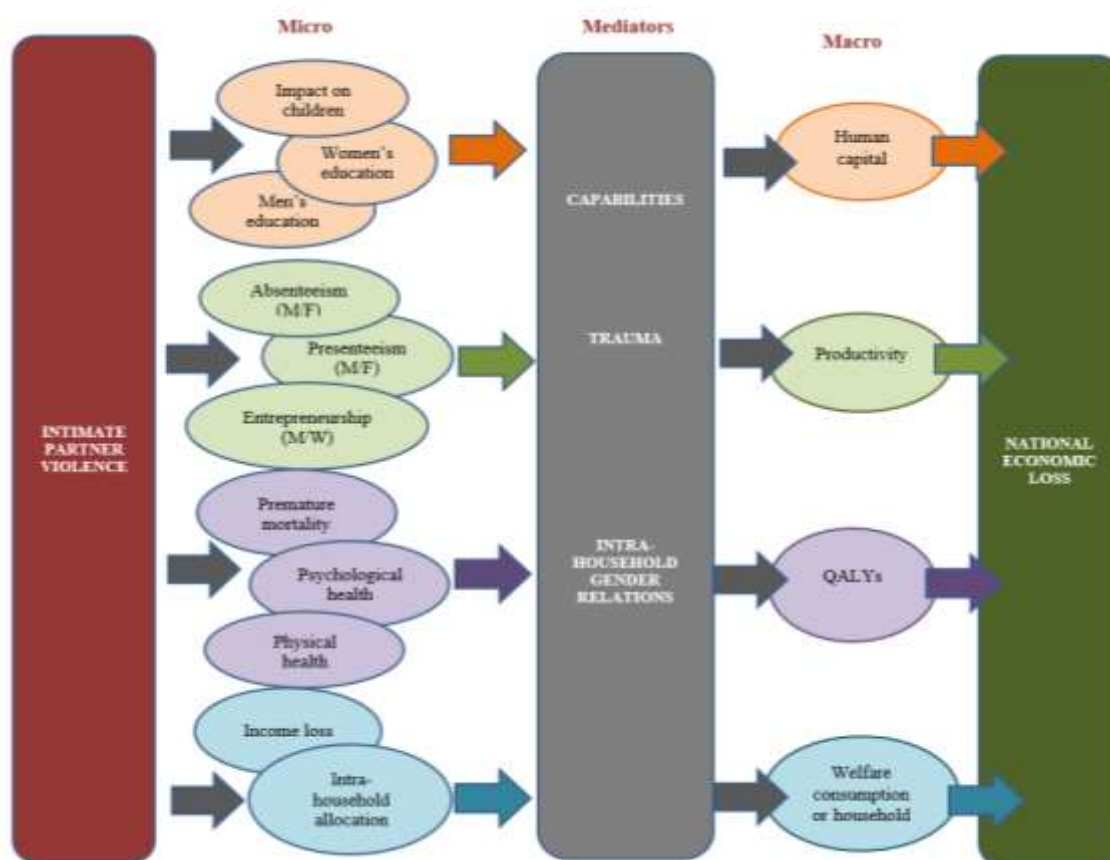 Micro
Mediators
Macro
Impact on
children
Women's
education
Men's
education
CAPABILITIES
Human
capital
Absenteeism
(M/F)
Presenteeism
(M/F)
Entrepreneurship
(M/W)
TRAUMA
Productivity
INTIMATE
PARTNER
VIOLENCE
NATIONAL
ECONOMIC
LOSS
Premature
mortality
Psychological
health
Physical
health
INTRA-
HOUSEHOLD
GENDER
RELATIONS
QALYs
Income loss
Intra-
household
allocation
Welfare
consumption
or household